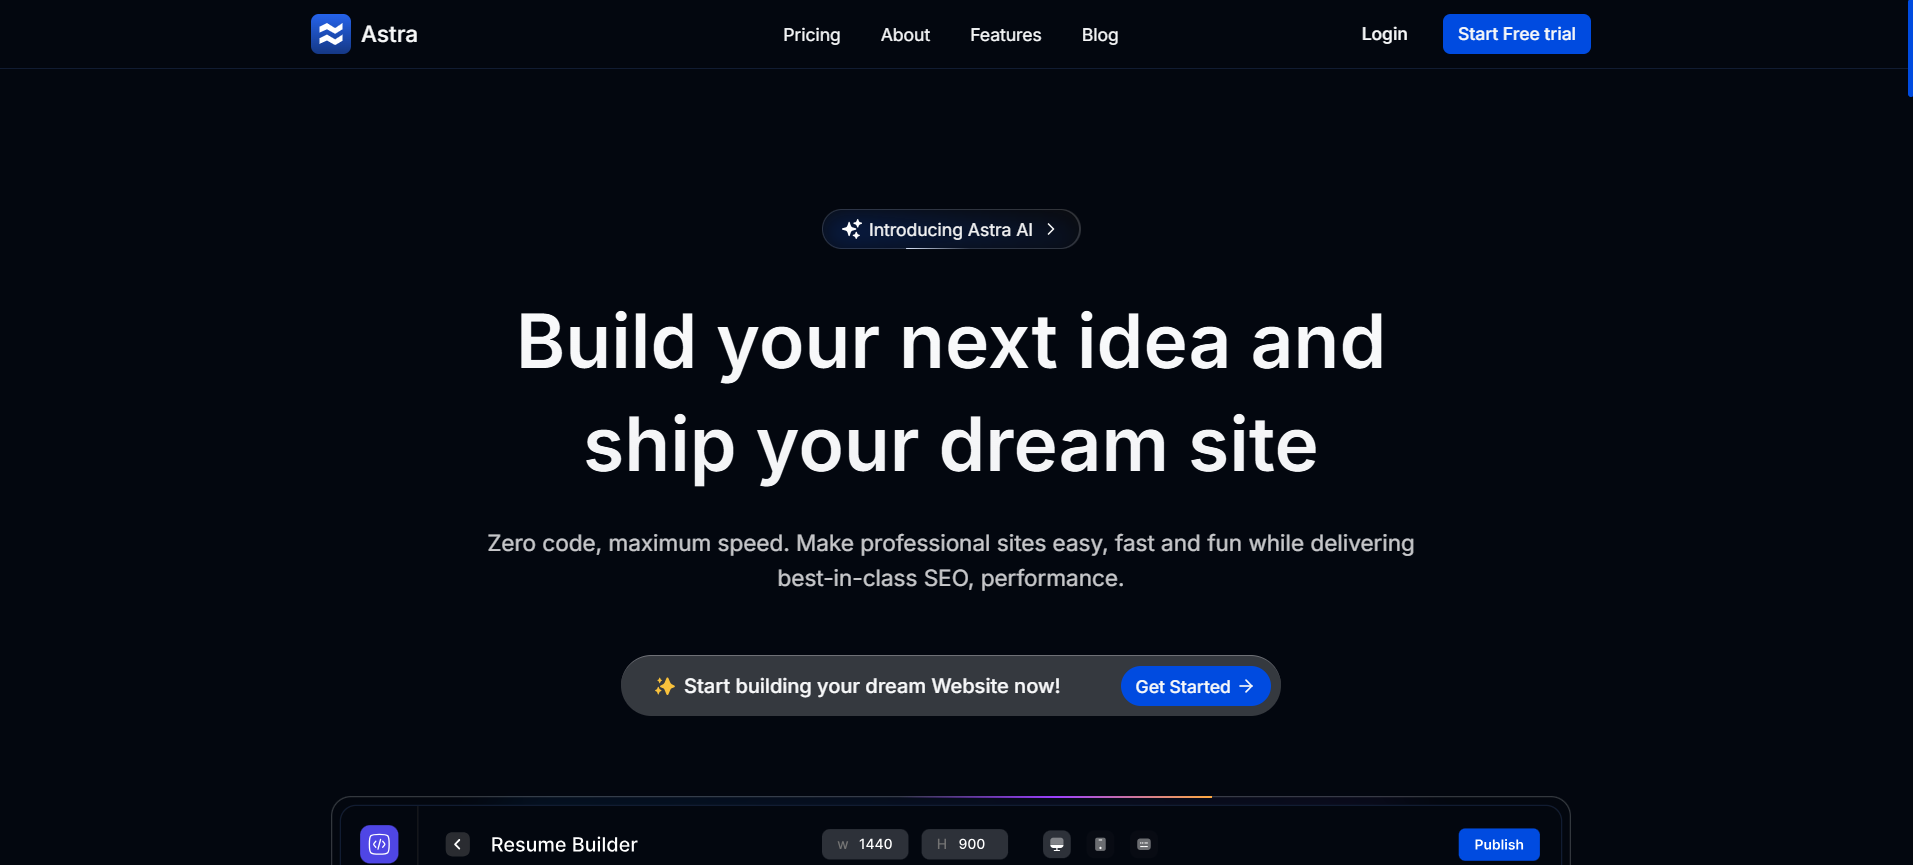 Astra
Pricing
About
Features
Blog
Login
Start Free trial
Introducing Astra AI
Build your next idea and
ship your dream site
Zero code, maximum speed. Make professional sites easy, fast and fun while delivering
best-in-class SEO, performance.
✨ Start building your dream Website now!
Get Started
Resume Builder
W 1440
H 900
Publish